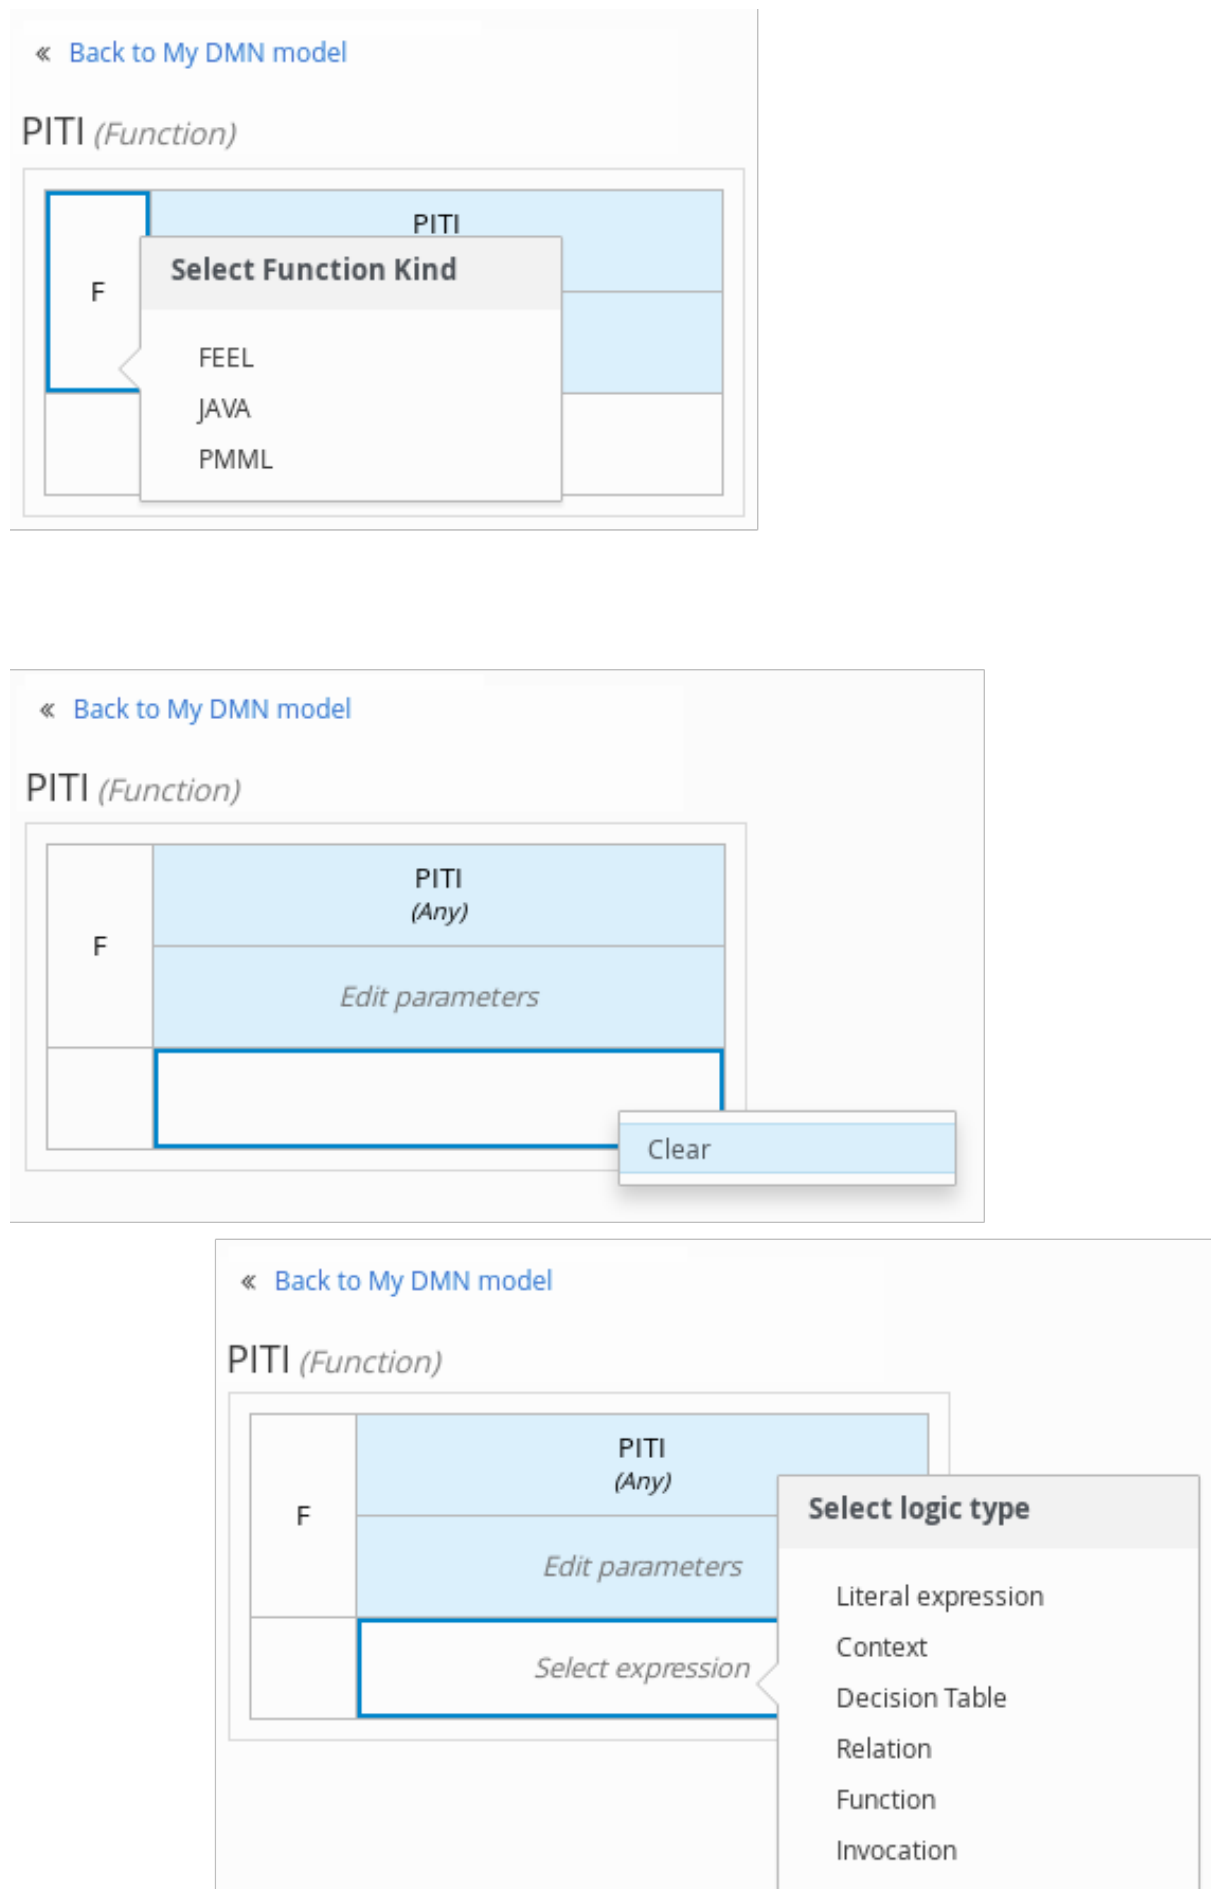 « Back to My DMN model
PITI (Function)
PITI
Select Function Kind
F
FEEL
JAVA
PMML
« Back to My DMN model
PITI (Function)
PITI
(Any)
F
Edit parameters
Clear
« Back to My DMN model
PITI (Function)
PITI
(Any)
Select logic type
F
Edit parameters
Literal expression
Context
Select expression
Decision Table
Relation
Function
Invocation